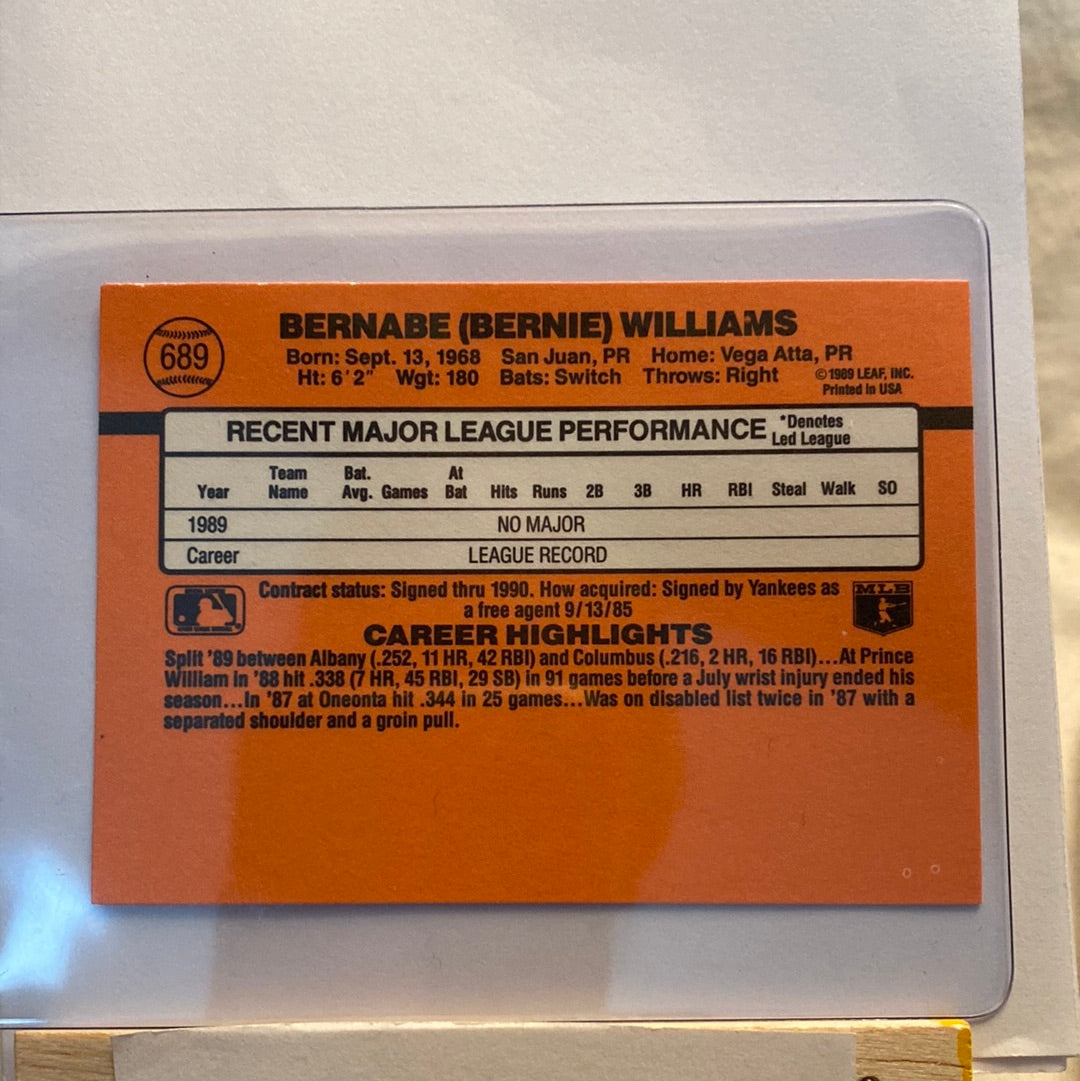 689
BERNABE (BERNIE) WILLIAMS
Born: Sept. 13, 1968 San Juan, PR Home: Vega Atta, PR
Ht: 6'2" Wgt: 180 Bats: Switch Throws: Right
©1989 LEAF, INC.
Printed in USA
RECENT MAJOR LEAGUE PERFORMANCE
*Denotes
Led League
Year Team Name Bat. Avg. Games At Bat Hits Runs 2B 3B HR RBI Steal Walk SO
1989 NO MAJOR
Career LEAGUE RECORD
Contract status: Signed thru 1990. How acquired: Signed by Yankees as
a free agent 9/13/85
MLB
CAREER HIGHLIGHTS
Split '89 between Albany (.252, 11 HR, 42 RBI) and Columbus (.216, 2 HR, 16 RBI)...At Prince
William in '88 hit .338 (7 HR, 45 RBI, 29 SB) in 91 games before a July wrist injury ended his
season...In '87 at Oneonta hit .344 in 25 games...Was on disabled list twice in '87 with a
separated shoulder and a groin pull.